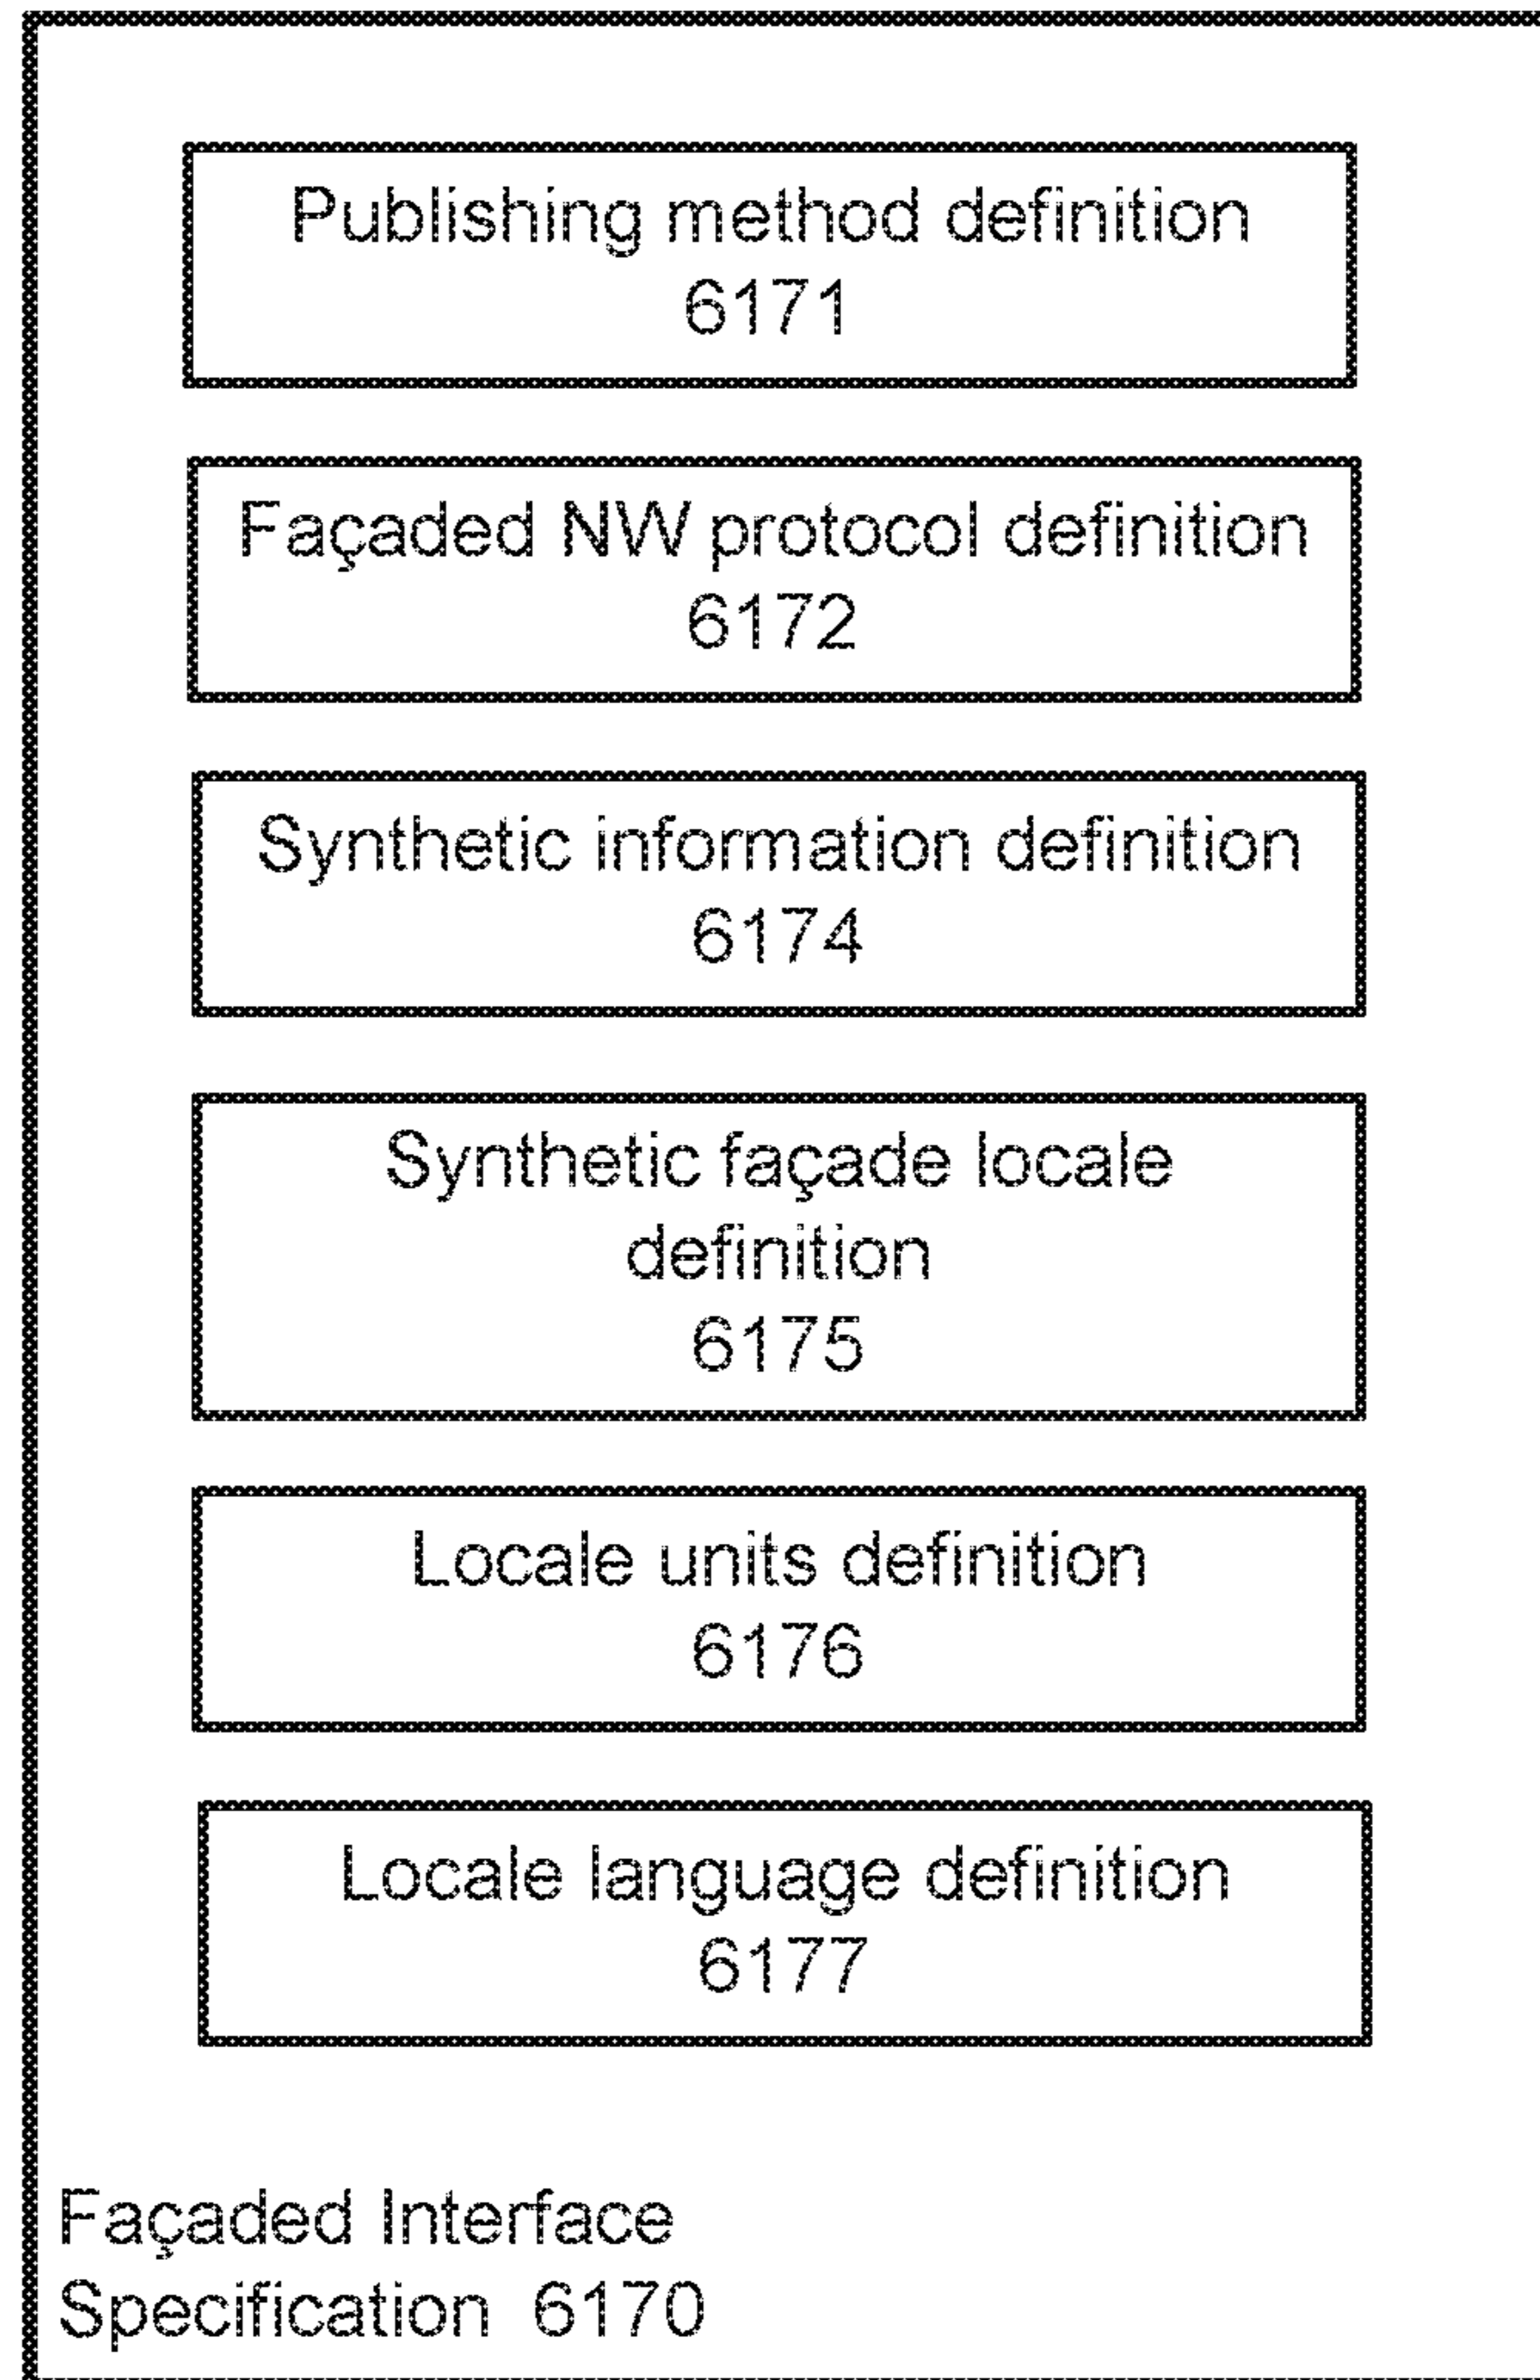 Publishing method definition
6171
Façaded NW protocol definition
6172
Synthetic information definition
6174
Synthetic façade locale
definition
6175
Locale units definition
6176
Locale language definition
6177
Façaded Interface
Specification 6170